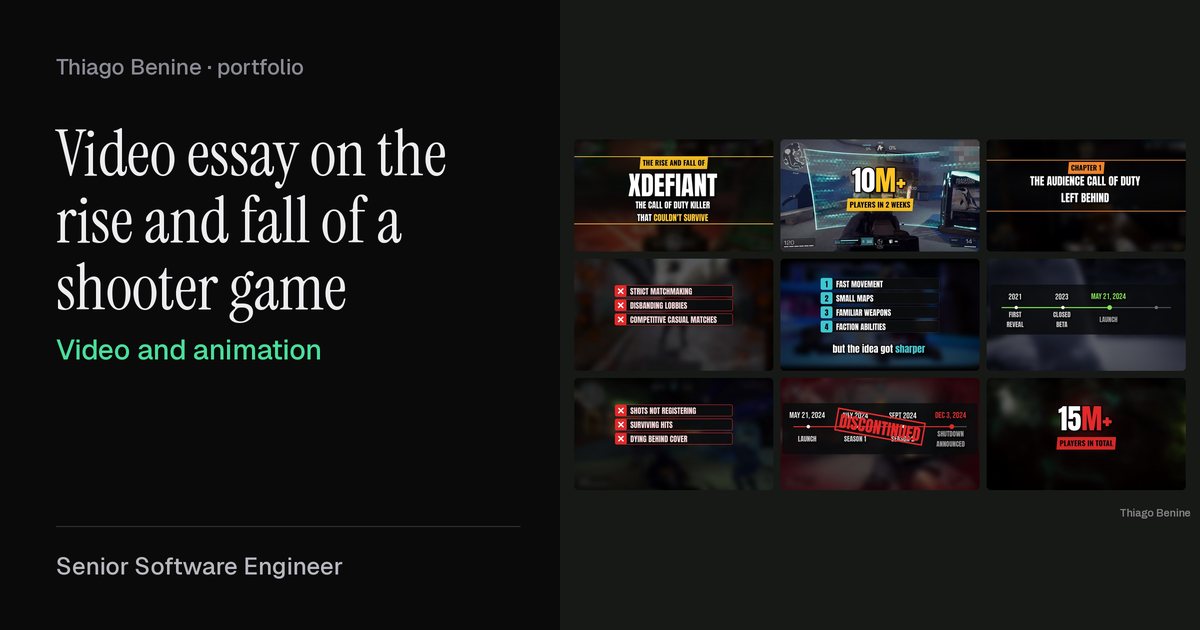 Thiago Benine · portfolio
Video essay on the
rise and fall of a
shooter game
Video and animation
Senior Software Engineer
THE RISE AND FALL OF
XDEFIANT
THE CALL OF DUTY KILLER
THAT COULDN'T SURVIVE
10M+
PLAYERS IN 2 WEEKS
120
14
CHAPTER 1
THE AUDIENCE CALL OF DUTY
LEFT BEHIND
STRICT MATCHMAKING
DISBANDING LOBBIES
COMPETITIVE CASUAL MATCHES
1 FAST MOVEMENT
2 SMALL MAPS
3 FAMILIAR WEAPONS
4 FACTION ABILITIES
but the idea got sharper
2021 2023 MAY 21, 2024
FIRST REVEAL CLOSED BETA LAUNCH
SHOTS NOT REGISTERING
SURVIVING HITS
DYING BEHIND COVER
MAY 21, 2024 JULY 2024 SEPT 2024 DEC 3, 2024
DISCONTINUED
LAUNCH SEASON 1 SHUTDOWN ANNOUNCED
15M+
PLAYERS IN TOTAL
Thiago Benine